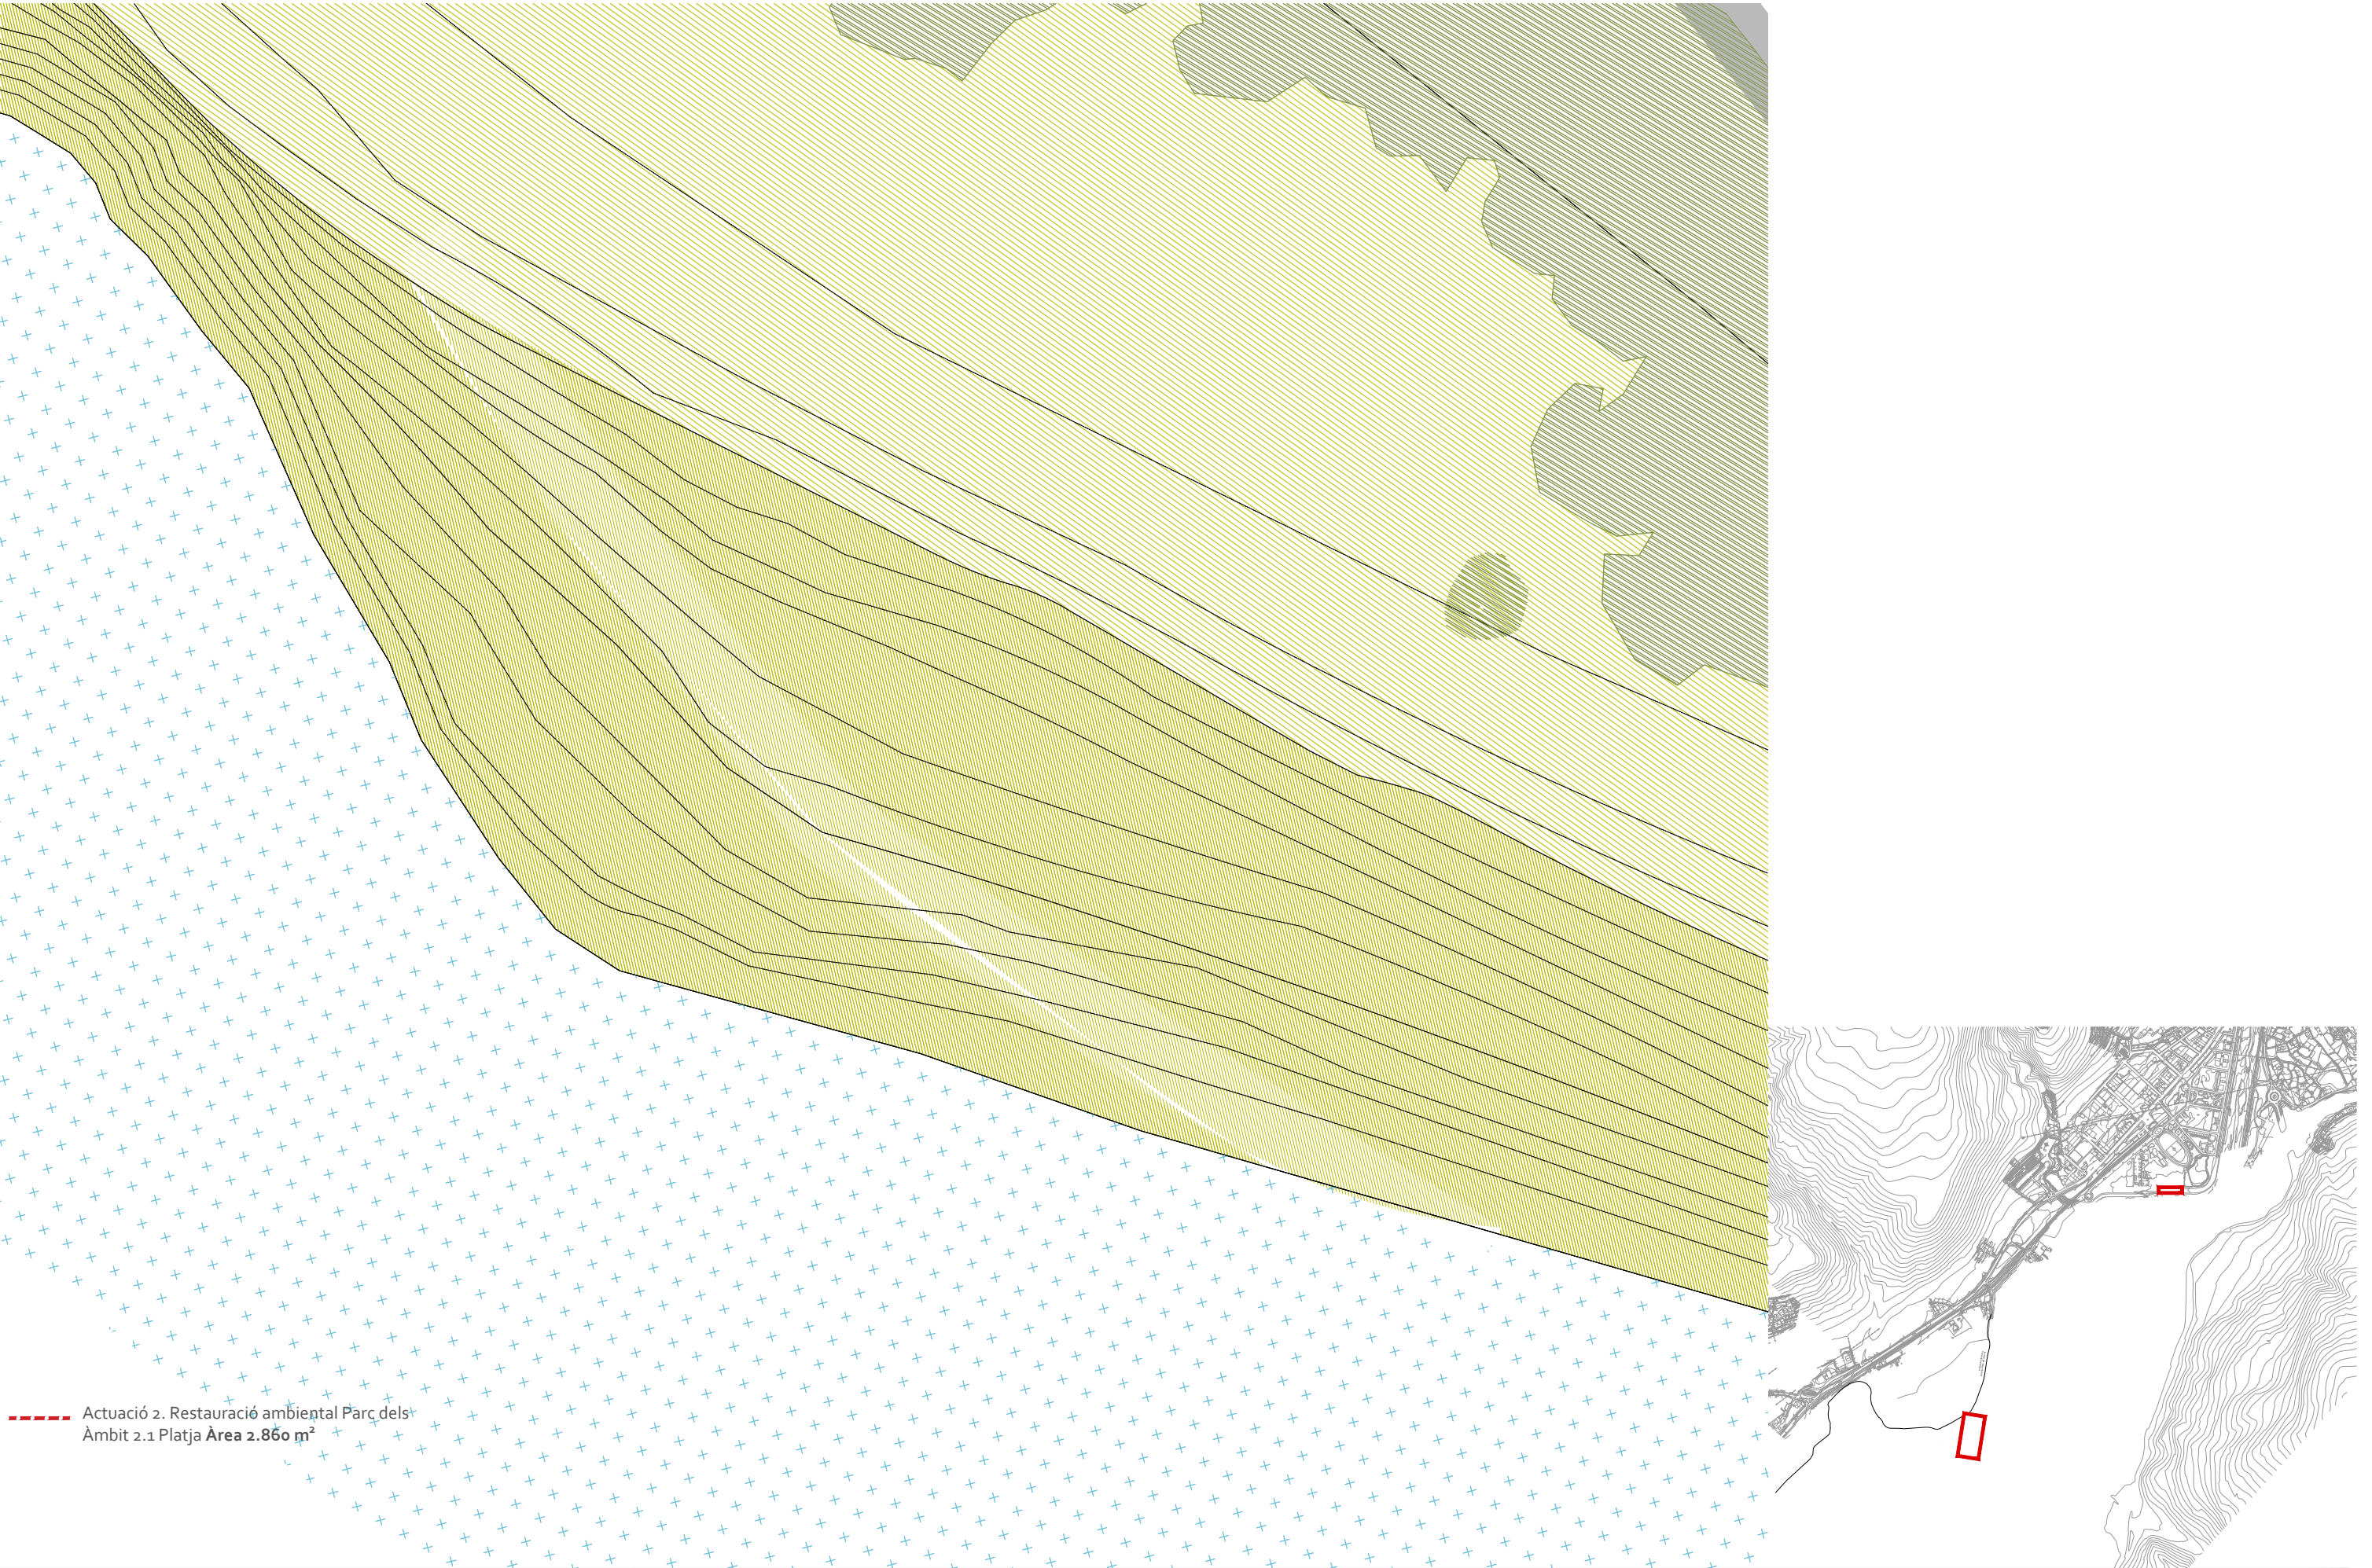 Actuació 2. Restauració ambiental Parc dels
Àmbit 2.1 Platja Àrea 2.860 m²